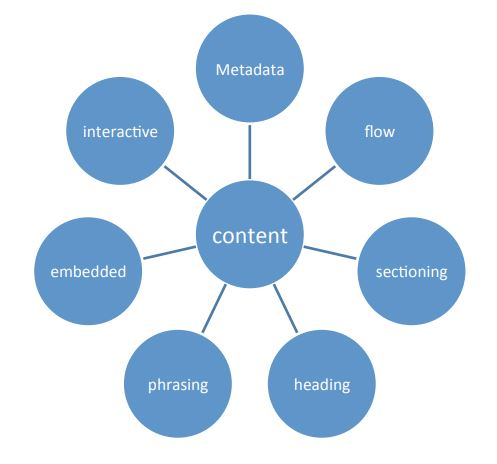 Metadata
interactive
flow
content
embedded
sectioning
phrasing
heading